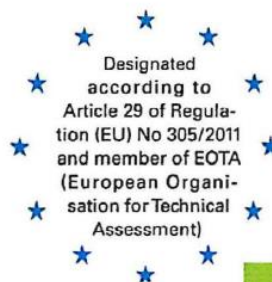 Designated
according to
Article 29 of Regula-
tion (EU) No 305/2011
and member of EOTA
(European Organi-
sation for Technical
Assessment)